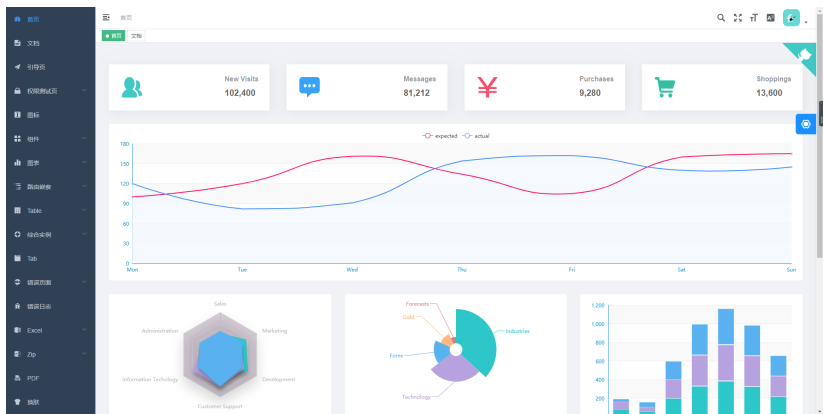 首页
文档
引导页
权限测试页
图标
组件
图表
路由嵌套
Table
综合实例
Tab
错误页面
错误日志
Excel
Zip
PDF
换肤
首页
首页
文档
New Visits
102,400
Messages
81,212
Purchases
9,280
Shoppings
13,600
expected
actual
180
150
120
90
60
30
0
Mon
Tue
Wed
Thu
Fri
Sat
Sun
Sales
Administration
Marketing
Information Techology
Development
Customer Support
Forecasts
Gold
Forex
Industries
Technology
1,200
1,000
800
600
400
200